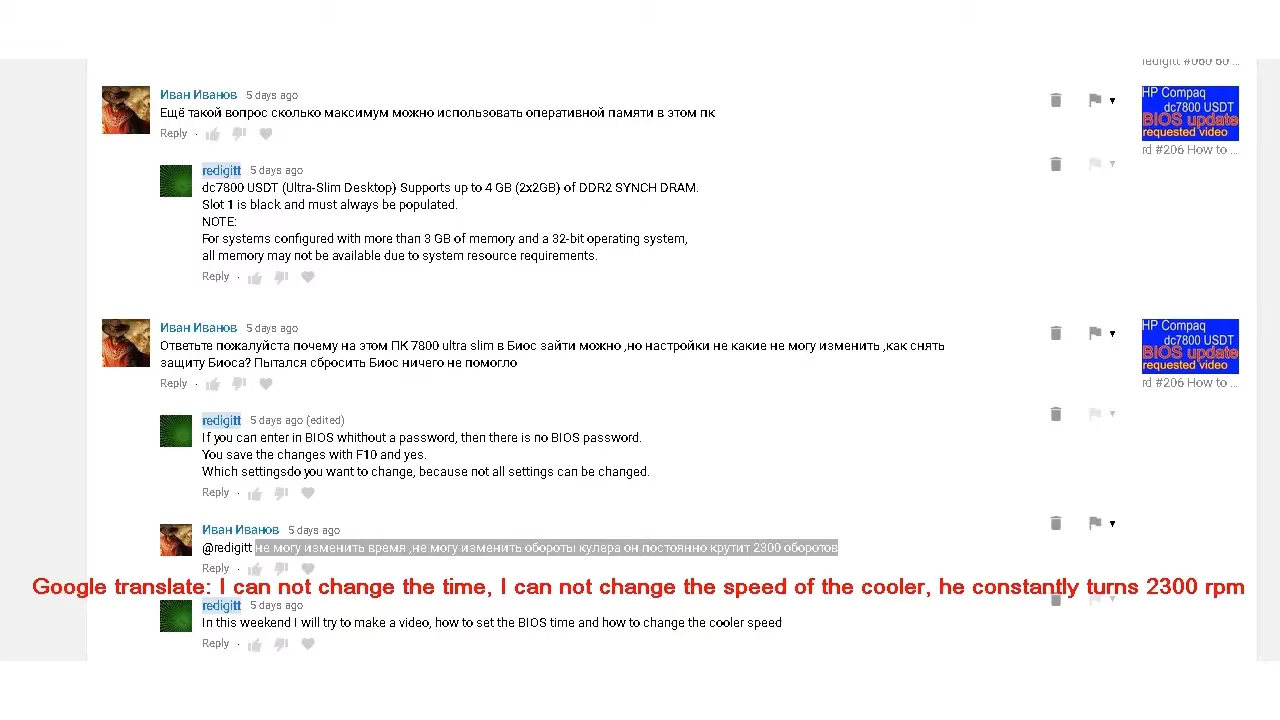 redigitt #060 60 ...
Иван Иванов 5 days ago
Ещё такой вопрос сколько максимум можно использовать оперативной памяти в этом пк
Reply
HP Compaq
dc7800 USDT
BIOS update
requested video
rd #206 How to ...
redigitt 5 days ago
dc7800 USDT (Ultra-Slim Desktop) Supports up to 4 GB (2x2GB) of DDR2 SYNCH DRAM.
Slot 1 is black and must always be populated.
NOTE:
For systems configured with more than 3 GB of memory and a 32-bit operating system,
all memory may not be available due to system resource requirements.
Reply
Иван Иванов 5 days ago
Ответьте пожалуйста почему на этом ПК 7800 ultra slim в Биос зайти можно ,но настройки не какие не могу изменить ,как снять
защиту Биоса? Пытался сбросить Биос ничего не помогло
Reply
HP Compaq
dc7800 USDT
BIOS update
requested video
rd #206 How to ...
redigitt 5 days ago (edited)
If you can enter in BIOS whithout a password, then there is no BIOS password.
You save the changes with F10 and yes.
Which settingsdo you want to change, because not all settings can be changed.
Reply
Иван Иванов 5 days ago
@redigitt не могу изменить время ,не могу изменить обороты кулера он постоянно крутит 2300 оборотов
Reply
Google translate: I can not change the time, I can not change the speed of the cooler, he constantly turns 2300 rpm
redigitt 5 days ago
In this weekend I will try to make a video, how to set the BIOS time and how to change the cooler speed
Reply